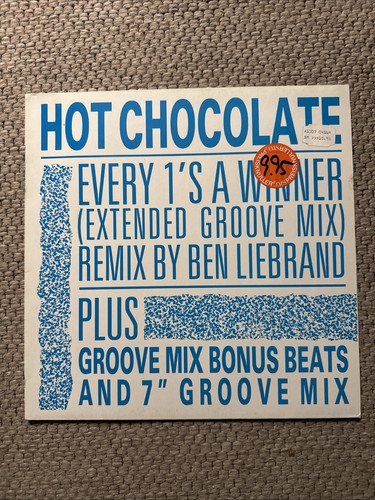 HOT CHOCOLATE
9.95
EVERY 1'S A WINNER
(EXTENDED GROOVE MIX)
REMIX BY BEN LIEBRAND
PLUS
GROOVE MIX BONUS BEATS
AND 7" GROOVE MIX